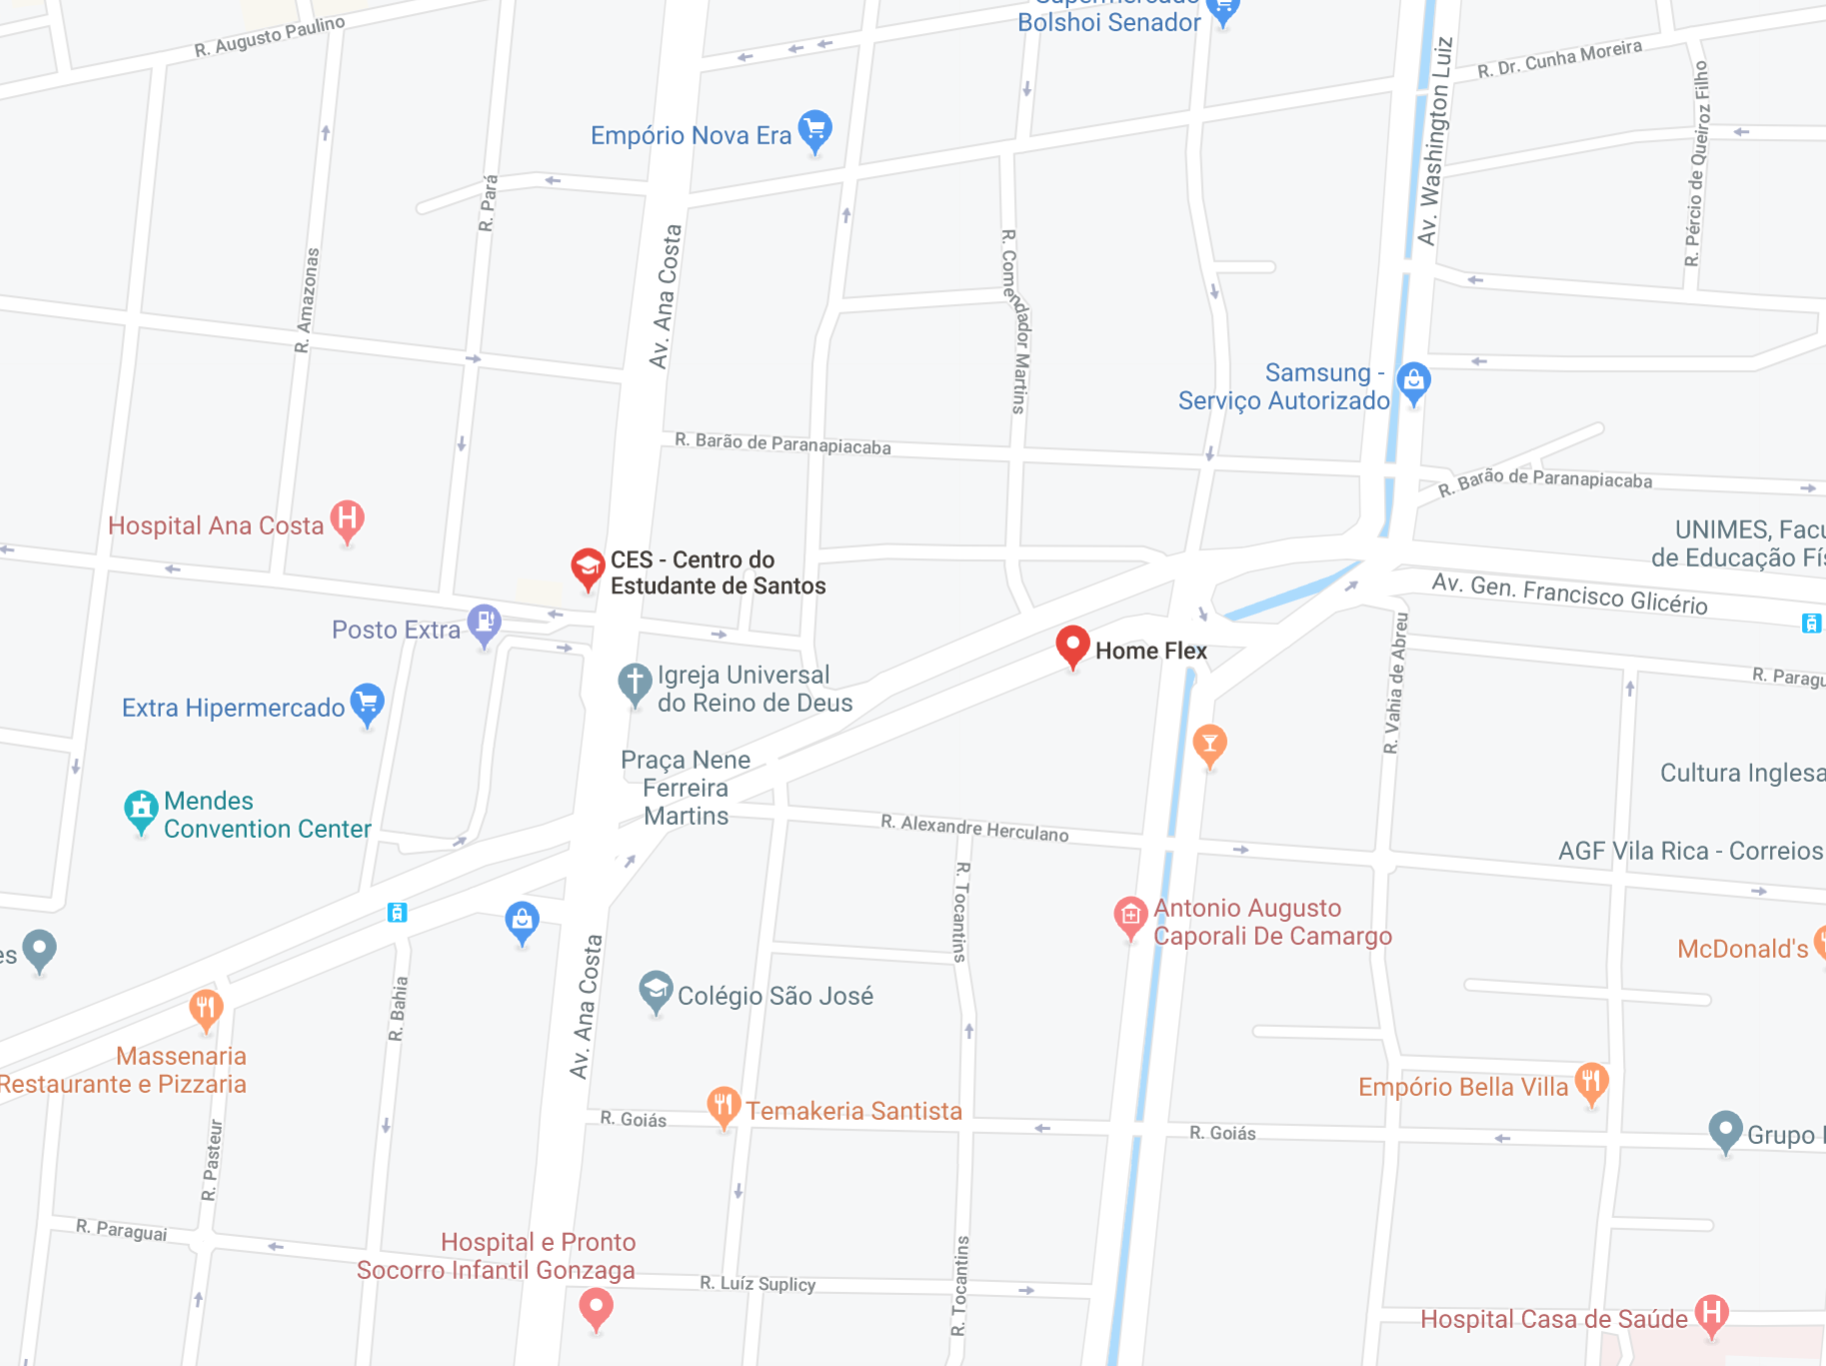 Bolshoi Senador
R. Augusto Paulino
R. Dr. Cunha Moreira
Av. Washington Luiz
R. Pércio de Queiroz Filho
Empório Nova Era
R. Pará
Av. Ana Costa
R. Amazonas
R. Comendador Martins
Samsung -
Serviço Autorizado
R. Barão de Paranapiacaba
R. Barão de Paranapiacaba
Hospital Ana Costa
H
CES - Centro do
Estudante de Santos
UNIMES, Facu
de Educação Fís
Av. Gen. Francisco Glicério
Posto Extra
Home Flex
Igreja Universal
do Reino de Deus
R. Vahia de Abreu
R. Paragu
Extra Hipermercado
Praça Nene
Ferreira
Martins
Cultura Inglesa
Mendes
Convention Center
R. Alexandre Herculano
AGF Vila Rica - Correios
R. Tocantins
Antonio Augusto
Caporali De Camargo
McDonald's
es
Av. Ana Costa
Colégio São José
R. Bahia
Massenaria
Restaurante e Pizzaria
Empório Bella Villa
R. Goiás
Temakeria Santista
R. Goiás
Grupo
R. Pasteur
R. Paraguai
Hospital e Pronto
Socorro Infantil Gonzaga
R. Luíz Suplicy
R. Tocantins
Hospital Casa de Saúde
H